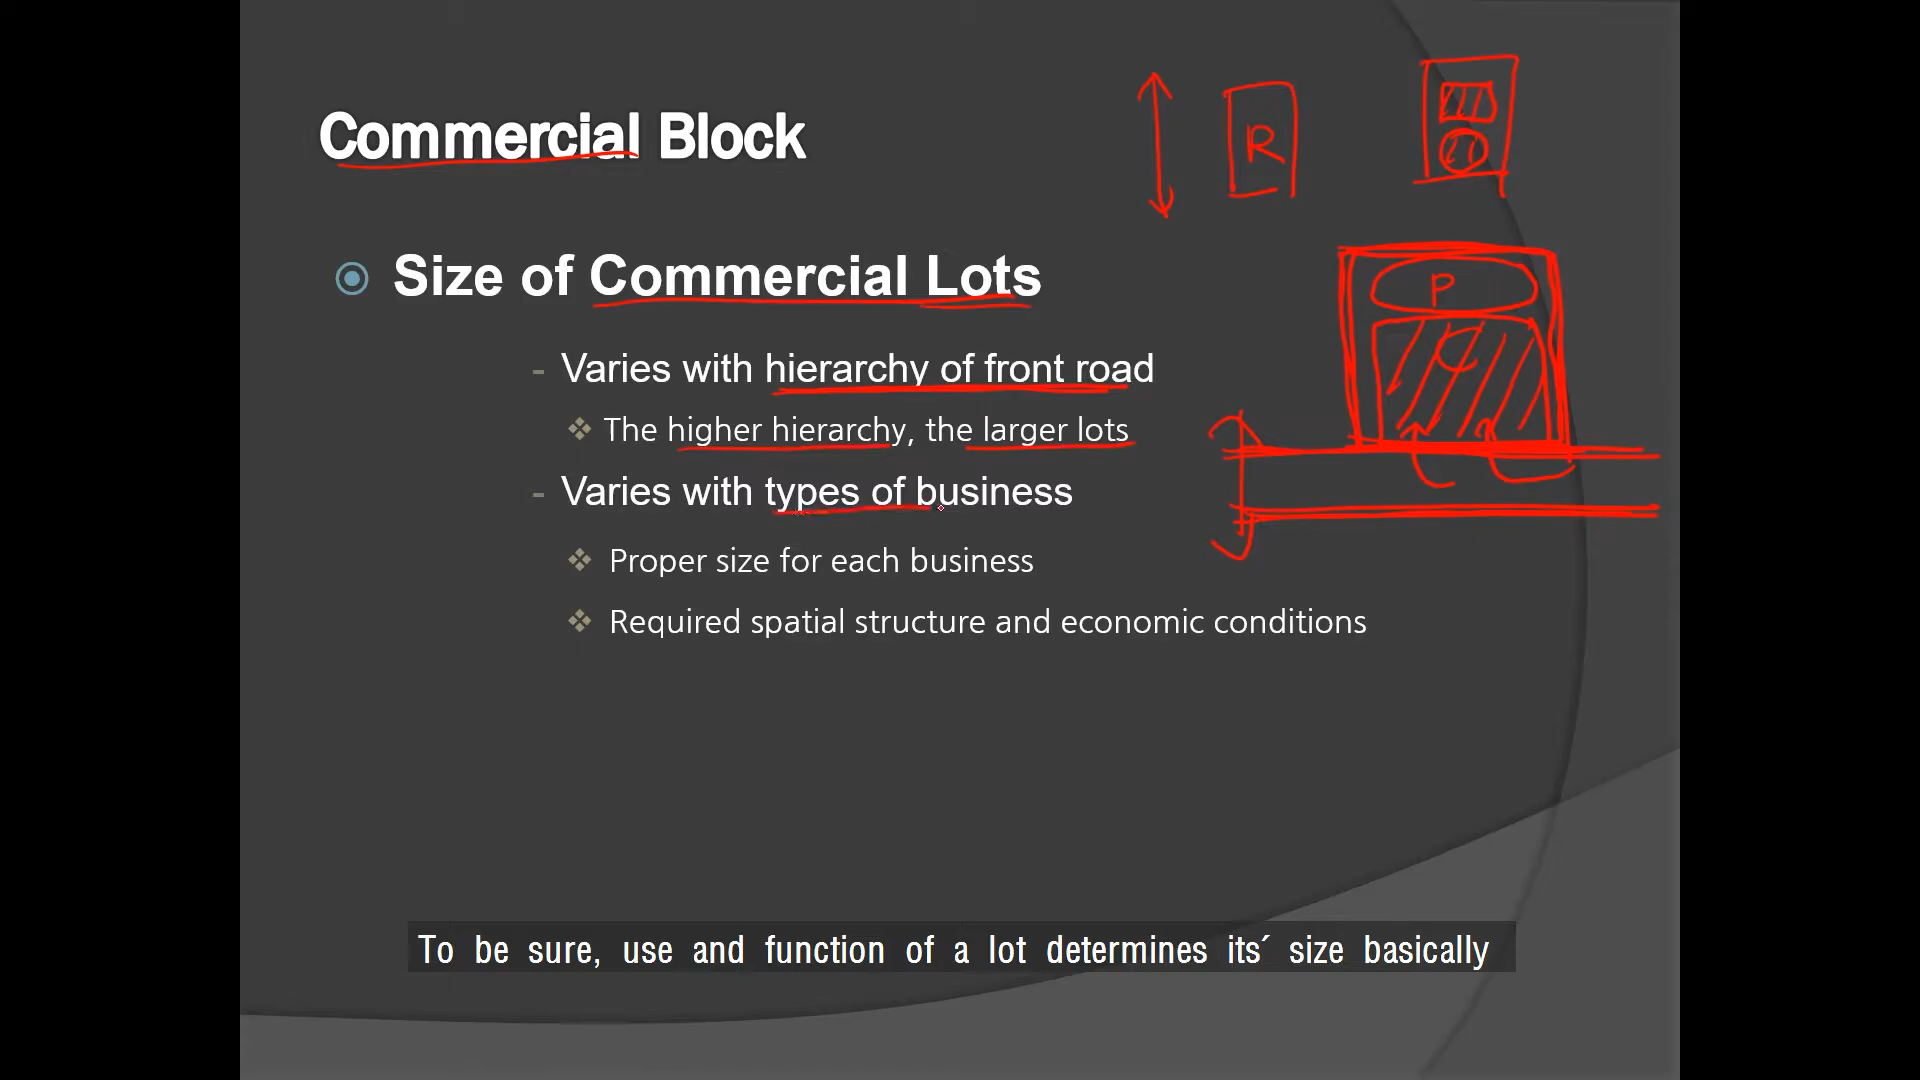 Commercial Block
R
Size of Commercial Lots
P
- Varies with hierarchy of front road
C
❖ The higher hierarchy, the larger lots
- Varies with types of business
❖ Proper size for each business
❖ Required spatial structure and economic conditions
To be sure, use and function of a lot determines its´ size basically